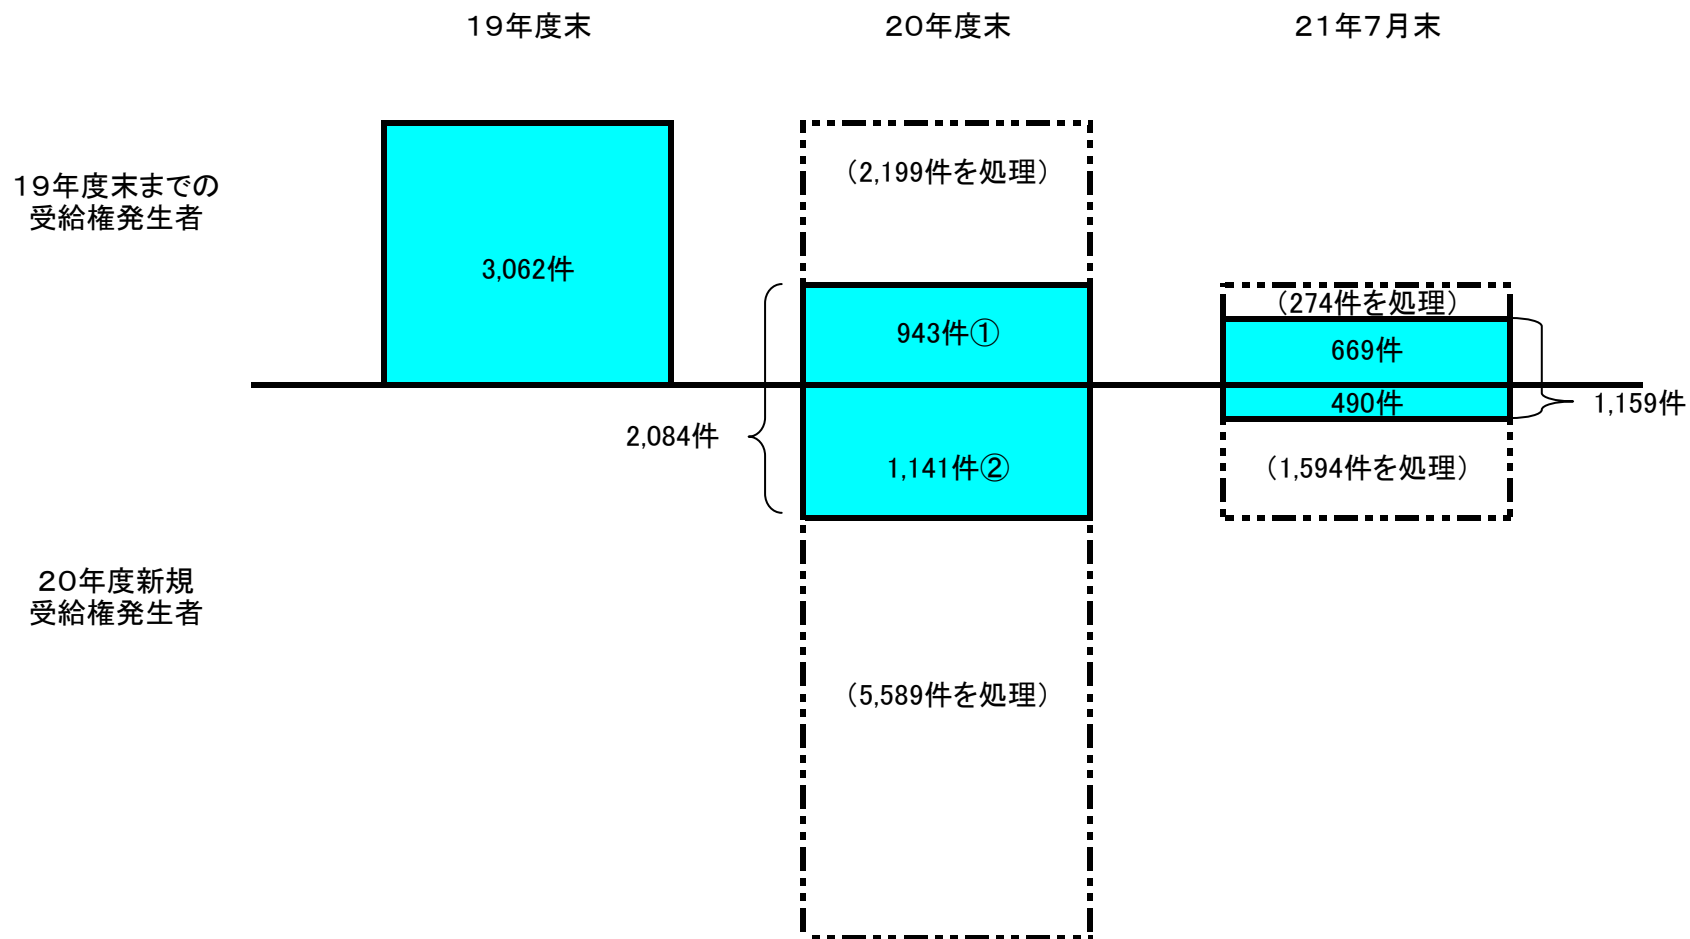 19年度末
20年度末
21年7月末
19年度末までの
受給権発生者
3,062件
(2,199件を処理)
943件①
2,084件
1,141件②
(274件を処理)
669件
490件
1,159件
(1,594件を処理)
20年度新規
受給権発生者
(5,589件を処理)